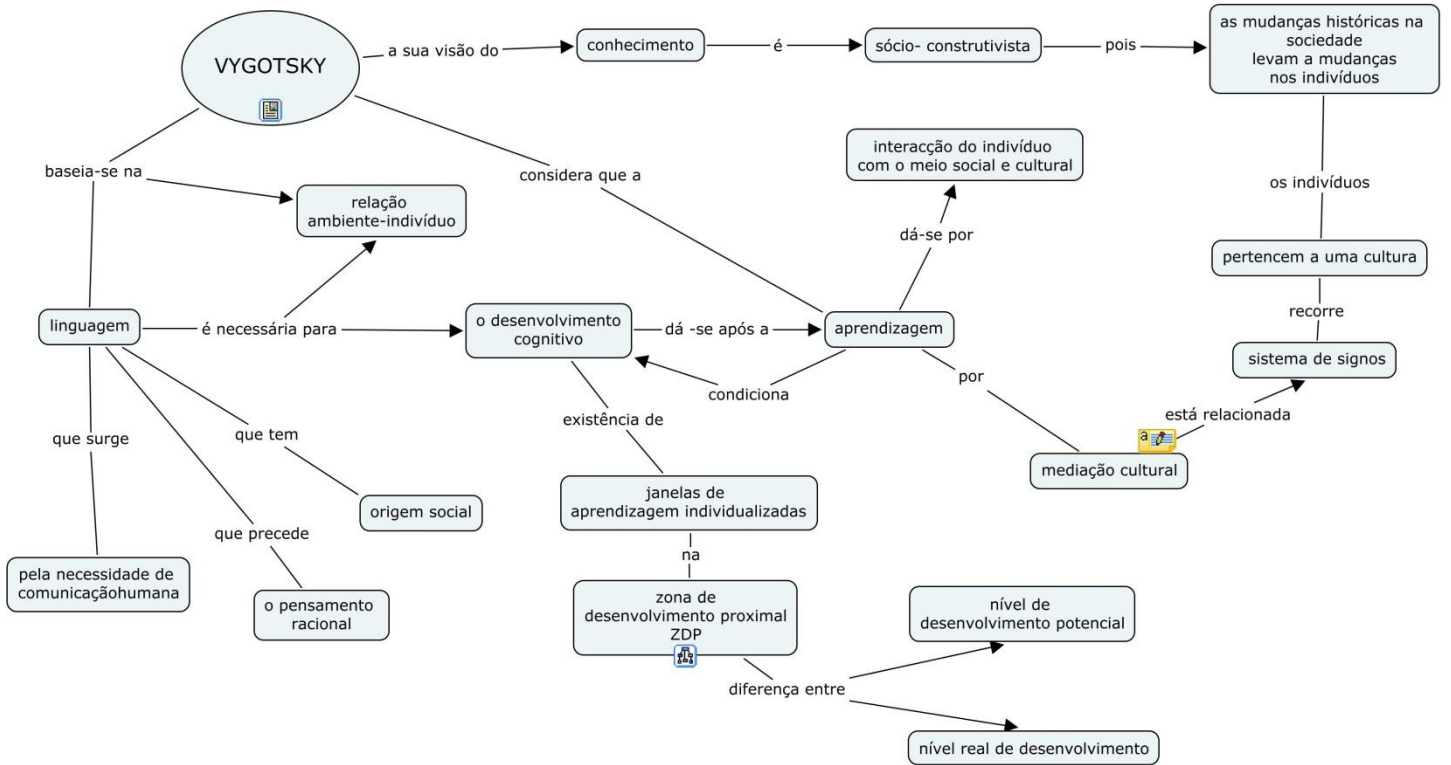 VYGOTSKY
a sua visão do
conhecimento
é
sócio- construtivista
pois
as mudanças históricas na
sociedade
levam a mudanças
nos indivíduos
baseia-se na
relação
ambiente-indivíduo
considera que a
interacção do indivíduo
com o meio social e cultural
dá-se por
os indivíduos
pertencem a uma cultura
recorre
sistema de signos
linguagem
é necessária para
o desenvolvimento
cognitivo
dá -se após a
aprendizagem
condiciona
por
está relacionada
a
mediação cultural
existência de
janelas de
aprendizagem individualizadas
na
zona de
desenvolvimento proximal
ZDP
diferença entre
nível de
desenvolvimento potencial
nível real de desenvolvimento
que surge
pela necessidade de
comunicaçãohumana
que precede
o pensamento
racional
que tem
origem social